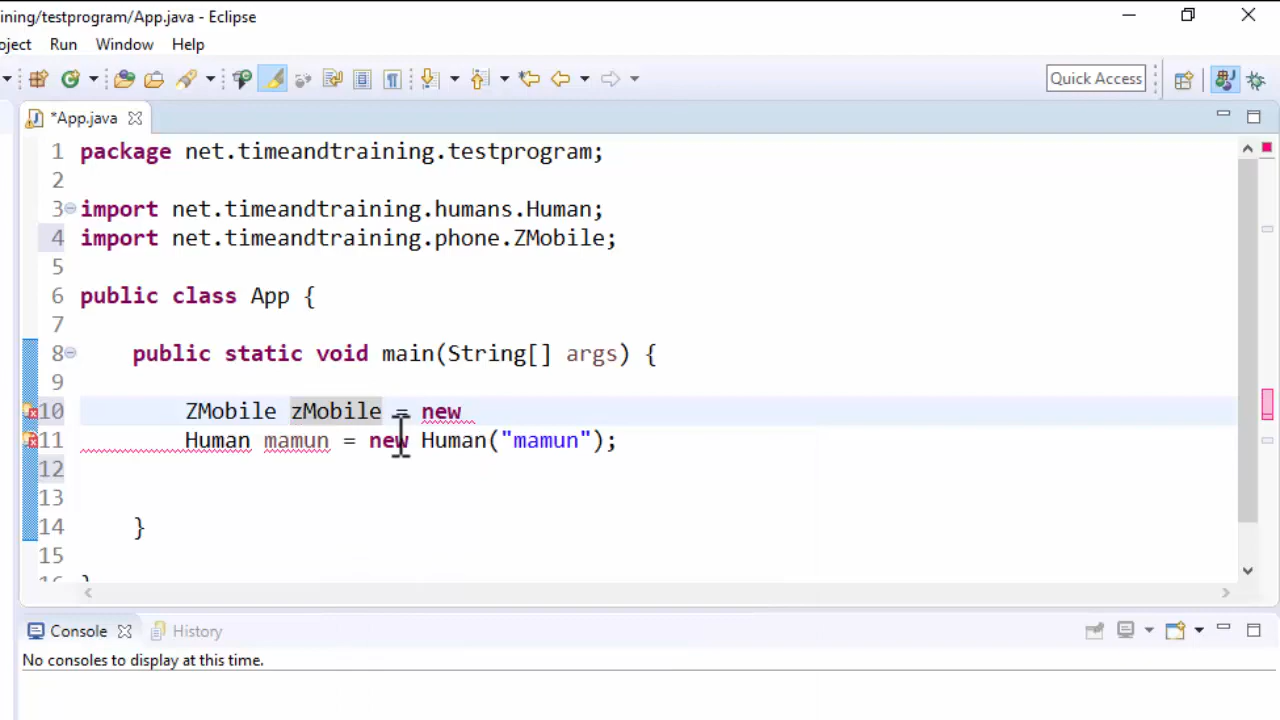 ining/testprogram/App.java - Eclipse
oject Run Window Help
Quick Access
*App.java
1 package net.timeandtraining.testprogram;
2
3 import net.timeandtraining.humans.Human;
4 import net.timeandtraining.phone.ZMobile;
5
6 public class App {
7
8 public static void main(String[] args) {
9
10 ZMobile zMobile = new
11 Human mamun = new Human("mamun");
12
13
14 }
15
Console History
No consoles to display at this time.